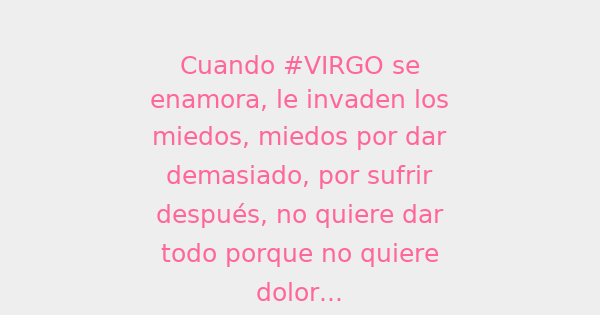 Cuando #VIRGO se
enamora, le invaden los
miedos, miedos por dar
demasiado, por sufrir
después, no quiere dar
todo porque no quiere
dolor...